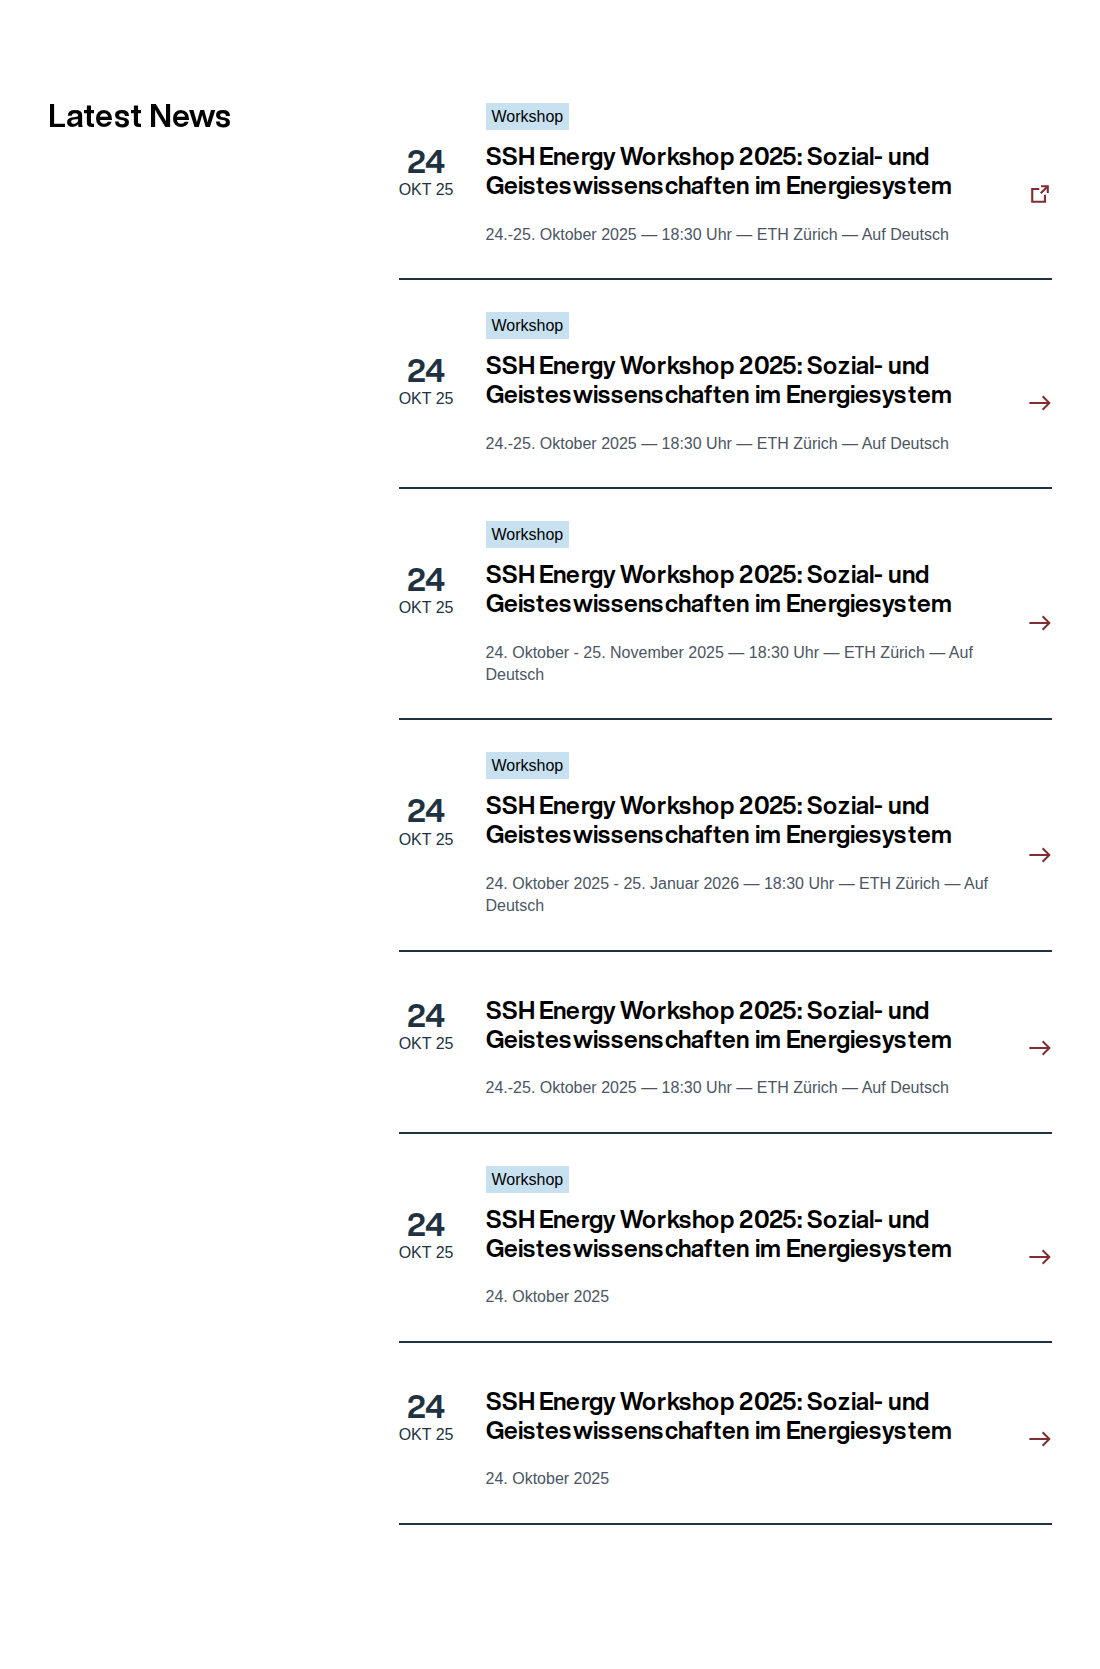 Latest News
Workshop
24
OKT 25
SSH Energy Workshop 2025: Sozial- und
Geisteswissenschaften im Energiesystem
24.-25. Oktober 2025 — 18:30 Uhr — ETH Zürich — Auf Deutsch
Workshop
24
OKT 25
SSH Energy Workshop 2025: Sozial- und
Geisteswissenschaften im Energiesystem
24.-25. Oktober 2025 — 18:30 Uhr — ETH Zürich — Auf Deutsch
Workshop
24
OKT 25
SSH Energy Workshop 2025: Sozial- und
Geisteswissenschaften im Energiesystem
24. Oktober - 25. November 2025 — 18:30 Uhr — ETH Zürich — Auf
Deutsch
Workshop
24
OKT 25
SSH Energy Workshop 2025: Sozial- und
Geisteswissenschaften im Energiesystem
24. Oktober 2025 - 25. Januar 2026 — 18:30 Uhr — ETH Zürich — Auf
Deutsch
24
OKT 25
SSH Energy Workshop 2025: Sozial- und
Geisteswissenschaften im Energiesystem
24.-25. Oktober 2025 — 18:30 Uhr — ETH Zürich — Auf Deutsch
Workshop
24
OKT 25
SSH Energy Workshop 2025: Sozial- und
Geisteswissenschaften im Energiesystem
24. Oktober 2025
24
OKT 25
SSH Energy Workshop 2025: Sozial- und
Geisteswissenschaften im Energiesystem
24. Oktober 2025